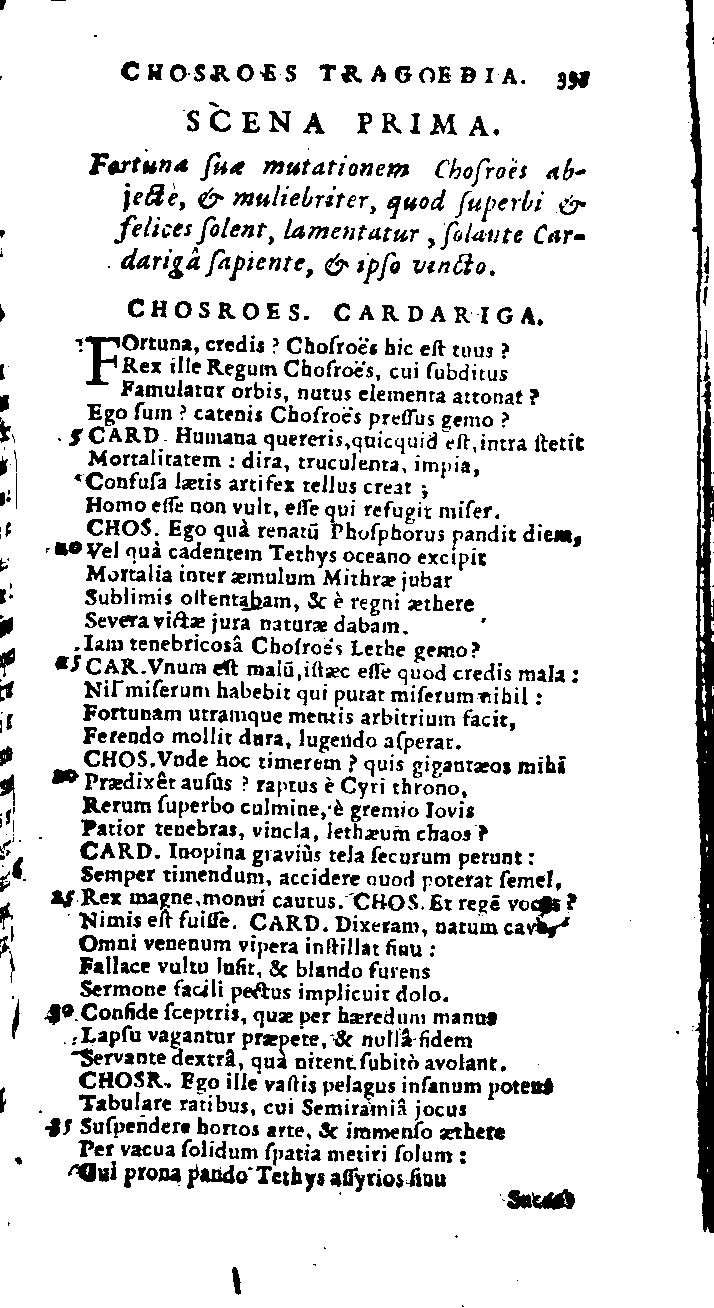 CHOSROES TRAGOEDIA. 391
SCENA PRIMA.
Fortunæ ſuæ mutationem Choſroës ab-
jectè, & muliebriter, quod ſuperbi &
felices ſolent, lamentatur, ſolante Car-
darigâ ſapiente, & ipſo vincto.
CHOSROES. CARDARIGA.
FOrtuna, credis ? Choſroës hic eſt tuus ?
Rex ille Regum Choſroës, cui ſubditus
Famulatur orbis, nutus elementa attonat ?
Ego ſum ? catenis Choſroës preſſus gemo ?
5 CARD. Humana quereris, quicquid eſt, intra ſtetit
Mortalitatem : dira, truculenta, impia,
Confuſa lætis artifex tellus creat ;
Homo eſſe non vult, eſſe qui refugit miſer.
CHOS. Ego quà renatū Phoſphorus pandit diem,
10 Vel quà cadentem Tethys oceano excipit
Mortalia inter æmulum Mithræ jubar
Sublimis oſtentabam, & è regni æthere
Severa victæ jura naturæ dabam.
Iam tenebricosâ Choſroës Lethe gemo?
15 CAR. Vnum eſt malū, iſtæc eſſe quod credis mala :
Nil miſerum habebit qui putat miſerum nihil :
Fortunam utramque mentis arbitrium facit,
Ferendo mollit dura, lugendo aſperat.
CHOS. Vnde hoc timerem ? quis gigantæos mihi
20 Prædixêt auſus ? raptus è Cyri throno,
Rerum ſuperbo culmine, è gremio Iovis
Patior tenebras, vincla, lethæum chaos ?
CARD. Inopina graviùs tela ſecurum petunt :
Semper timendum, accidere quod poterat ſemel,
25 Rex magne, monui cautus. CHOS. Et regē vocas ?
Nimis eſt fuiſſe. CARD. Dixeram, natum cave,
Omni venenum vipera inſtillat ſinu :
Fallace vultu luſit, & blando furens
Sermone facili pectus implicuit dolo.
30 Confide ſceptris, quæ per hæredum manus
Lapſu vagantur præpete, & nullâ fidem
Servante dextrâ, quà nitent ſubitò avolant.
CHOSR. Ego ille vaſtis pelagus inſanum potens
Tabulare ratibus, cui Semiramiâ jocus
35 Suſpendere hortos arte, & immenſo æthere
Per vacua ſolidum ſpatia metiri ſolum :
Cui prona pando Tethys aſſyrios ſinu